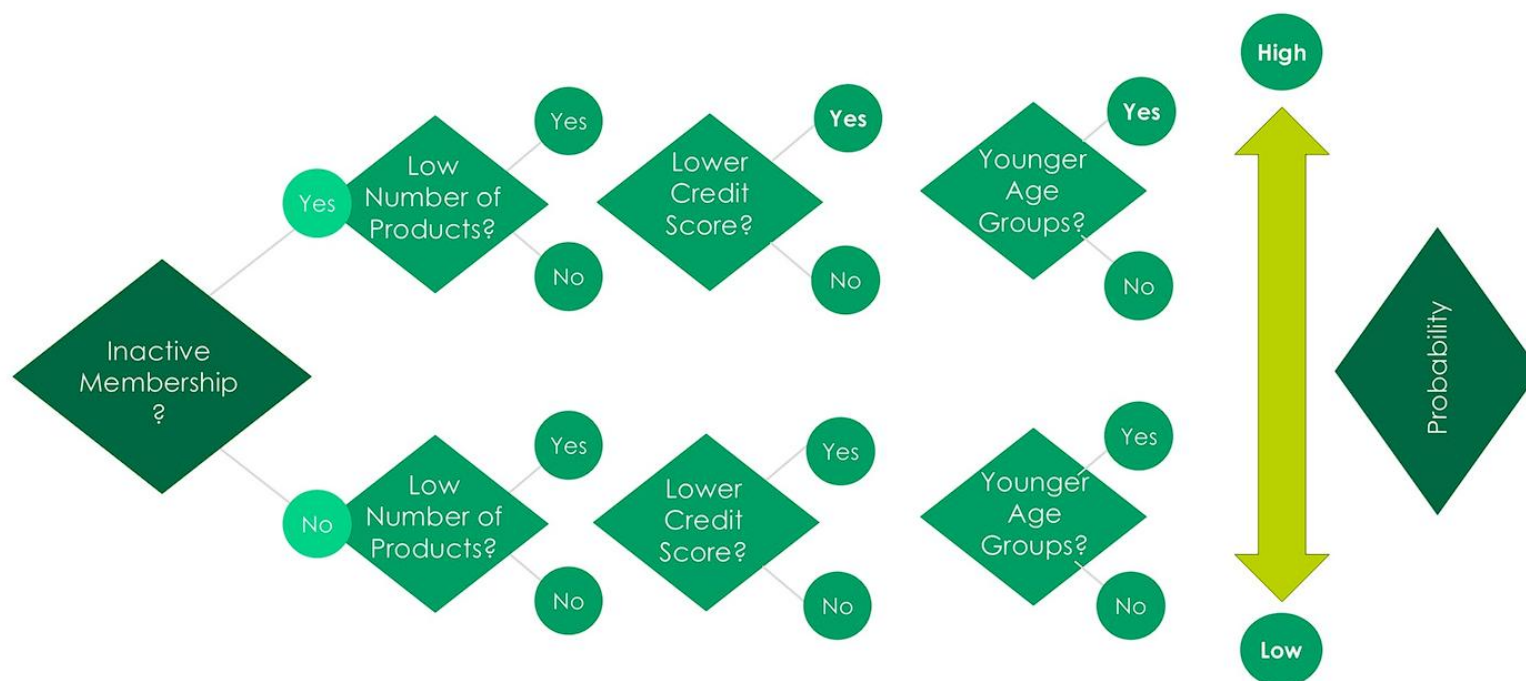 Inactive
Membership
?
Yes
Low
Number of
Products?
Yes
No
Lower
Credit
Score?
Yes
No
Younger
Age
Groups?
Yes
No
No
Low
Number of
Products?
Yes
No
Lower
Credit
Score?
Yes
No
Younger
Age
Groups?
Yes
No
High
Low
Probability